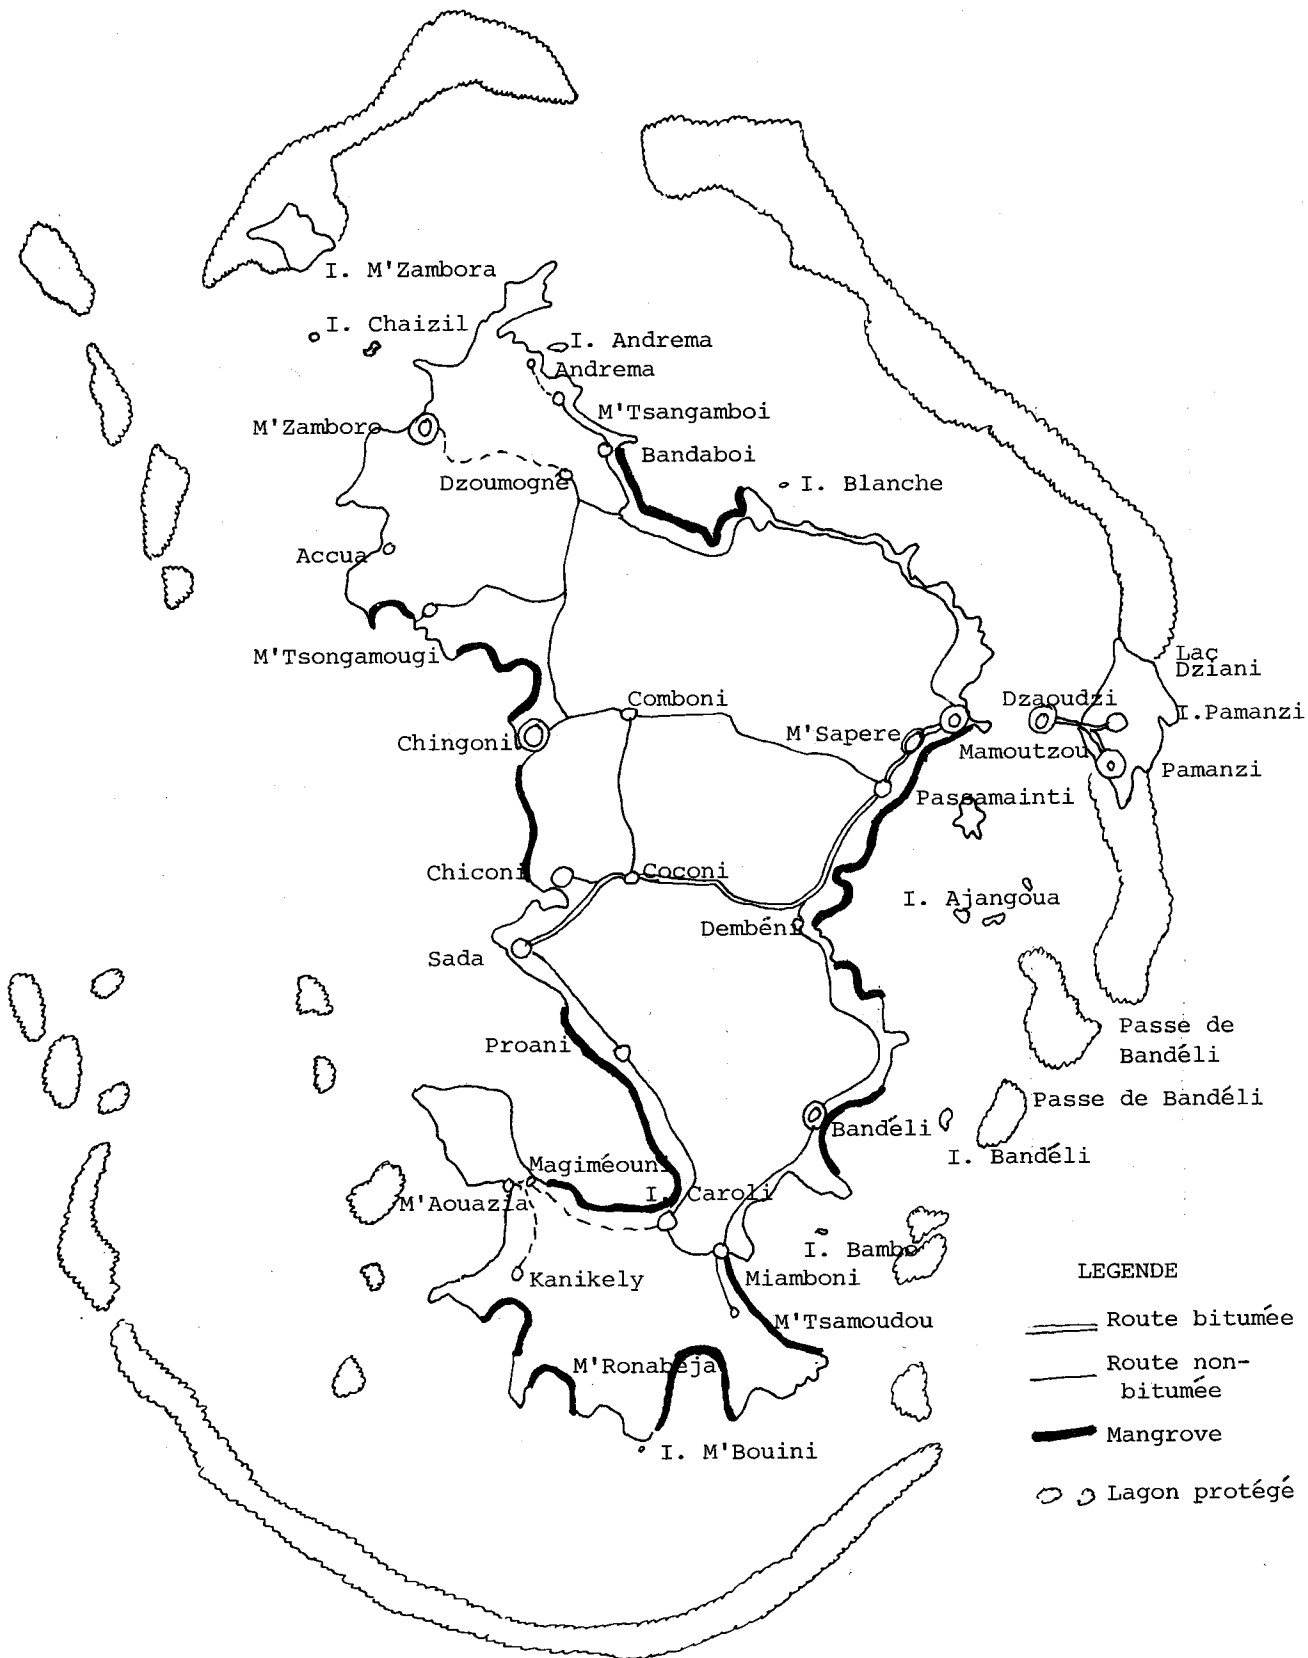 I. M'Zambora
I. Chaizil
I. Andrema
Andrema
M'Tsangamboi
M'Zamboro
Bandaboi
Dzoumogné
I. Blanche
Accua
M'Tsongamougi
Lac
Dziani
Comboni
Dzaoudzi
I.Pamanzi
M'Sapere
Chingoni
Mamoutzou
Pamanzi
Passamainti
Chiconi
Coconi
I. Ajangoua
Dembéni
Sada
Passe de
Bandéli
Proani
Passe de Bandéli
Bandéli
I. Bandéli
Magiméouni
I. Caroli
M'Aouazia
I. Bambo
Kanikely
Miamboni
M'Tsamoudou
M'Ronabeja
I. M'Bouini
LEGENDE
Route bitumée
Route non-
bitumée
Mangrove
Lagon protégé